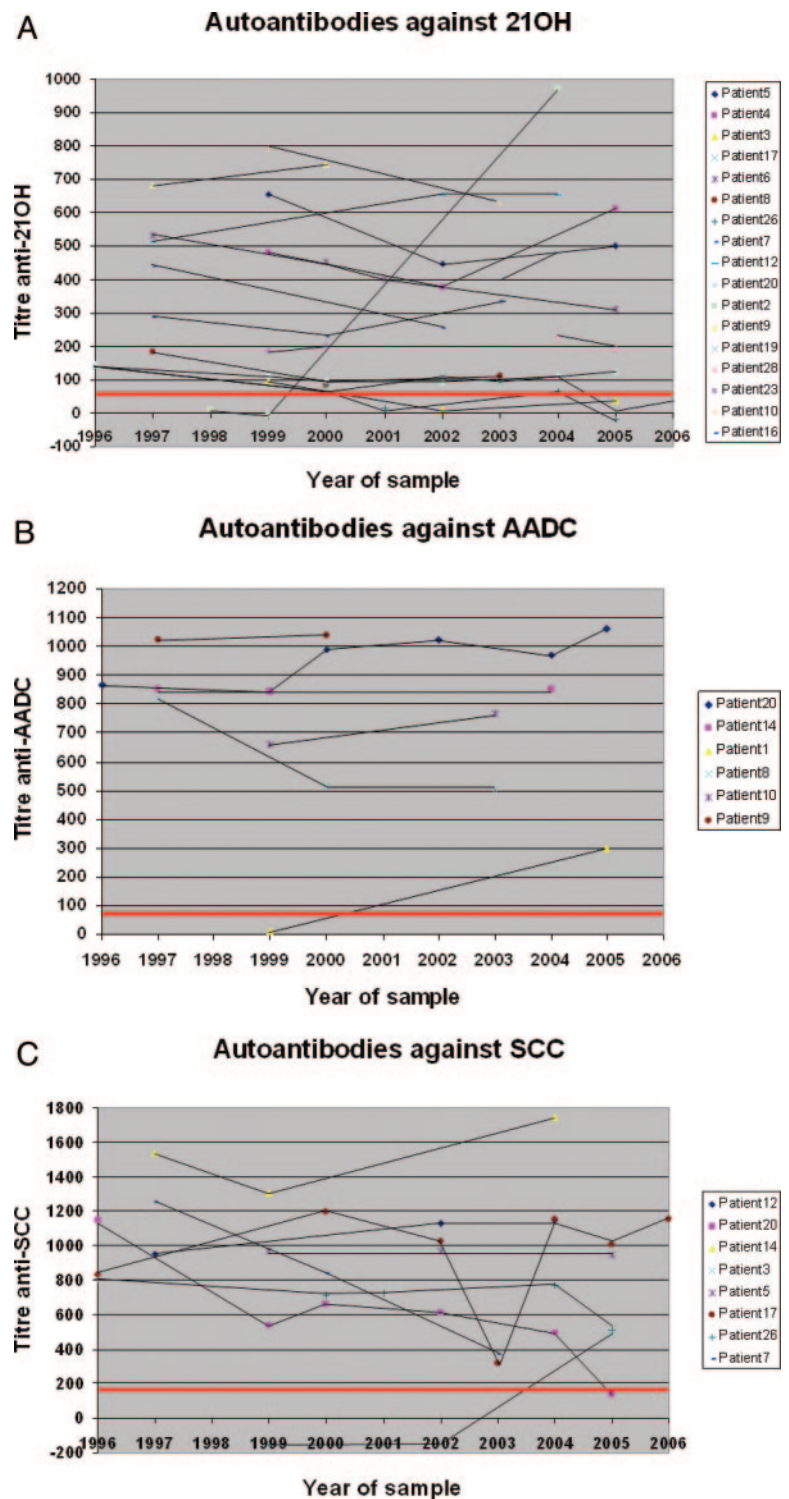 A
Autoantibodies against 21OH
Titre anti-21OH
1000
900
800
700
600
500
400
300
200
100
0
-100
1996 1997 1998 1999 2000 2001 2002 2003 2004 2005 2006
Year of sample
Patient5
Patient4
Patient3
Patient17
Patient6
Patient8
Patient26
Patient7
Patient12
Patient20
Patient2
Patient9
Patient19
Patient28
Patient23
Patient10
Patient16
B
Autoantibodies against AADC
Titre anti-AADC
1200
1100
1000
900
800
700
600
500
400
300
200
100
0
1996 1997 1998 1999 2000 2001 2002 2003 2004 2005 2006
Year of sample
Patient20
Patient14
Patient1
Patient8
Patient10
Patient9
C
Autoantibodies against SCC
Titre anti-SCC
1800
1600
1400
1200
1000
800
600
400
200
0
-200
1996 1997 1998 1999 2000 2001 2002 2003 2004 2005 2006
Year of sample
Patient12
Patient20
Patient14
Patient3
Patient5
Patient17
Patient26
Patient7